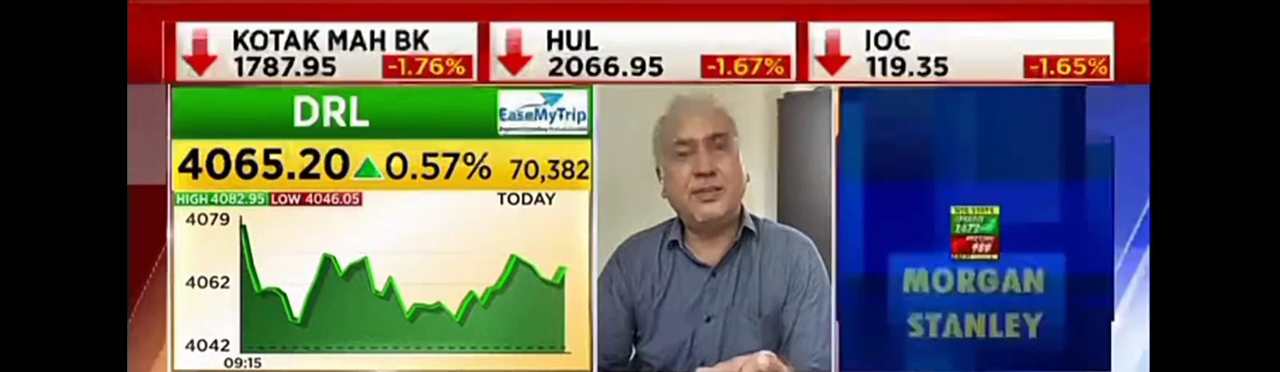 KOTAK MAH BK
1787.95 -1.76%
HUL
2066.95 -1.67%
IOC
119.35 -1.65%
DRL
EaseMyTrip
4065.20 0.57% 70,382
HIGH 4082.95 LOW 4046.05 TODAY
4079
4062
4042
09:15
MORGAN
STANLEY